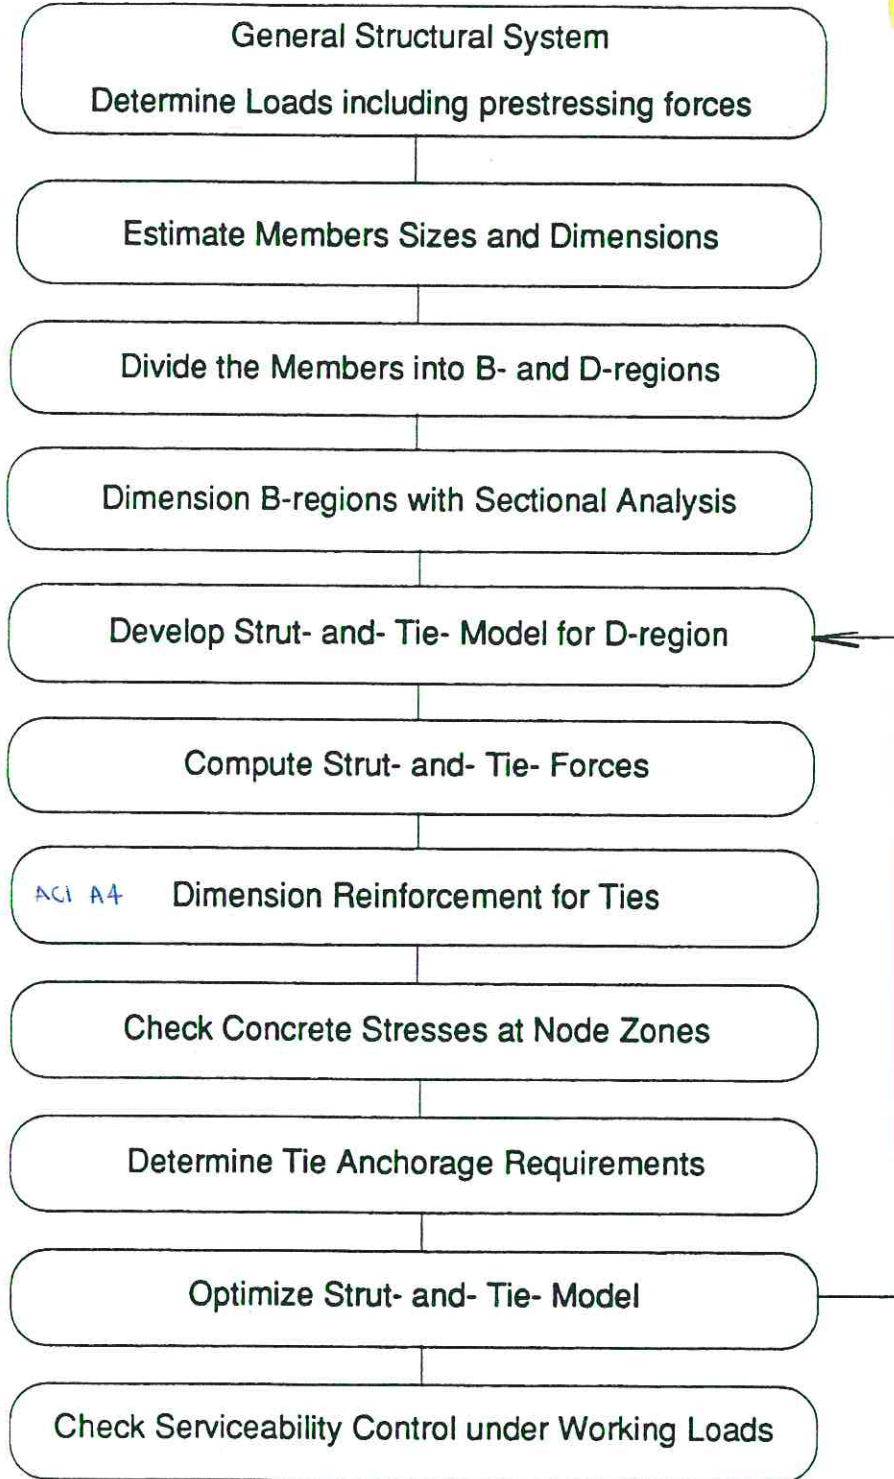 General Structural System
Determine Loads including prestressing forces
Estimate Members Sizes and Dimensions
Divide the Members into B- and D-regions
Dimension B-regions with Sectional Analysis
Develop Strut- and- Tie- Model for D-region
Compute Strut- and- Tie- Forces
ACI A4 Dimension Reinforcement for Ties
Check Concrete Stresses at Node Zones
Determine Tie Anchorage Requirements
Optimize Strut- and- Tie- Model
Check Serviceability Control under Working Loads